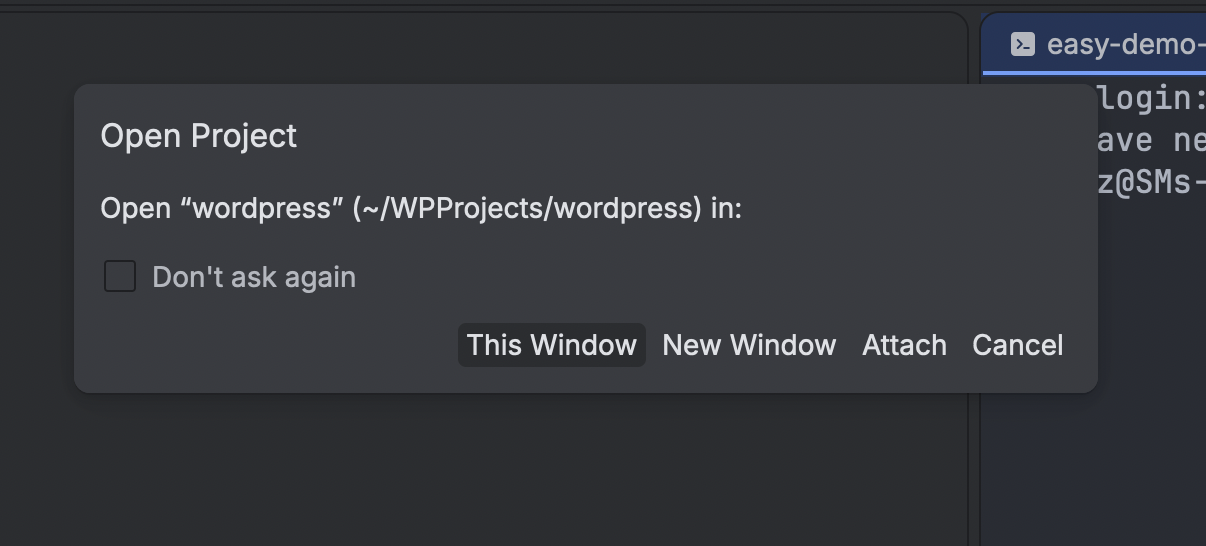 easy-demo-
login:
ave ne
z@SMs-
Open Project
Open “wordpress” (~/WPProjects/wordpress) in:
Don't ask again
This Window New Window Attach Cancel